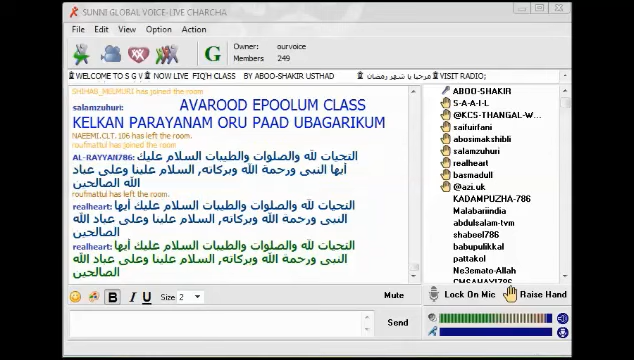 SUNNI GLOBAL VOICE-LIVE CHARCHA
File Edit View Option Action
G
Owner: ourvoice
Members 249
WELCOME TO S G V NOW LIVE FIQ'H CLASS BY ABOO-SHAKIR USTHAD مرحبا يا شهر رمضان VISIT RADIO;
SHIHAB_MELMURI has joined the room
salamzuhuri: AVAROOD EPOOLUM CLASS
KELKAN PARAYANAM ORU PAAD UBAGARIKUM
NAEEMI.CLT. 106 has left the room.
roufmattui has joined the room
AL-RAYYAN786: التحيات لله والصلوات والطيبات السلام عليك
أيها النبي ورحمة الله وبركاته, السلام علينا وعلى عباد
الله الصالحين
roufmattui has left the room.
realheart: التحيات لله والصلوات والطيبات السلام عليك أيها
النبي ورحمة الله وبركاته, السلام علينا وعلى عباد الله
الصالحين
realheart: التحيات لله والصلوات والطيبات السلام عليك أيها
النبي ورحمة الله وبركاته, السلام علينا وعلى عباد الله
الصالحين
ABOO-SHAKIR
S-A-A-I-L
@KCS-THANGAL-W...
saifuirfani
abosimakshibli
salamzuhuri
realheart
basmadull
@azi.uk
KADAMPUZHA-786
Malabariindia
abdulsalam-tvm
shabeel786
babupulikkal
pattakol
Ne3emato-Allah
CMSAHAYI786
B I U Size 2 Mute
Lock On Mic Raise Hand
Send